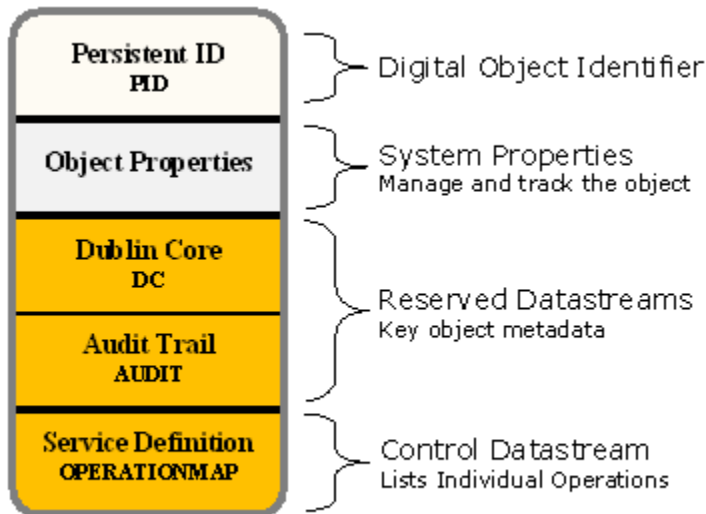 Persistent ID
PID
Digital Object Identifier
Object Properties
System Properties
Manage and track the object
Dublin Core
DC
Reserved Datastreams
Key object metadata
Audit Trail
AUDIT
Service Definition
OPERATIONMAP
Control Datastream
Lists Individual Operations